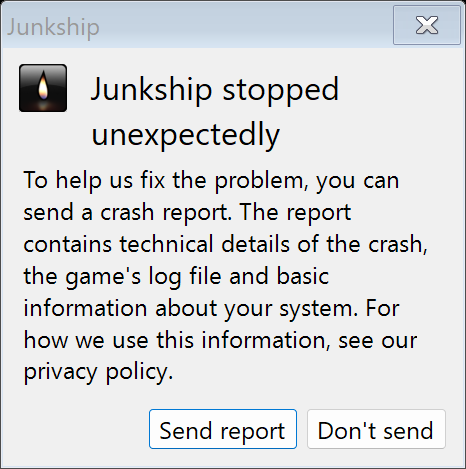 Junkship
Junkship stopped
unexpectedly
To help us fix the problem, you can
send a crash report. The report
contains technical details of the crash,
the game's log file and basic
information about your system. For
how we use this information, see our
privacy policy.
Send report
Don't send